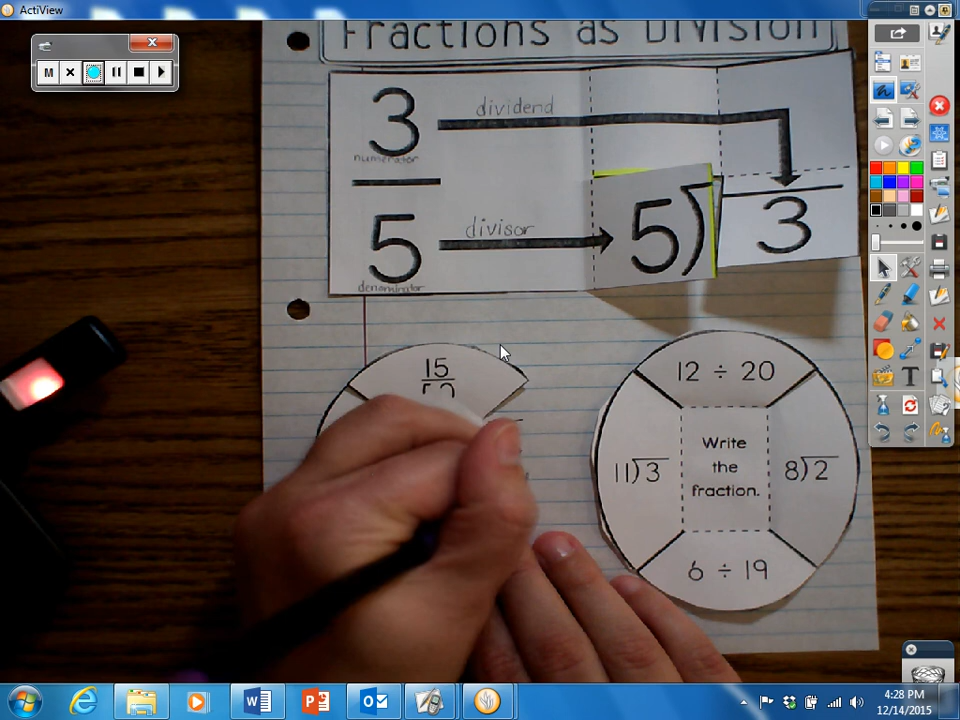 ActiView
Fractions as Division
M
3
dividend
numerator
5
divisor
5)3
denominator
15
12 ÷ 20
11)3
Write
the
fraction.
8)2
6 ÷ 19
T
W
P
4:28 PM
12/14/2015